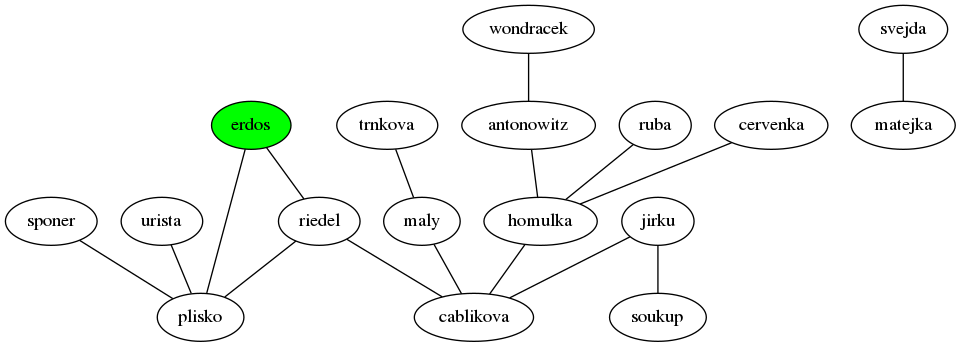 wondracek
svejda
erdos
trnkova
antonowitz
ruba
cervenka
matejka
sponer
urista
riedel
maly
homulka
jirku
plisko
cablikova
soukup